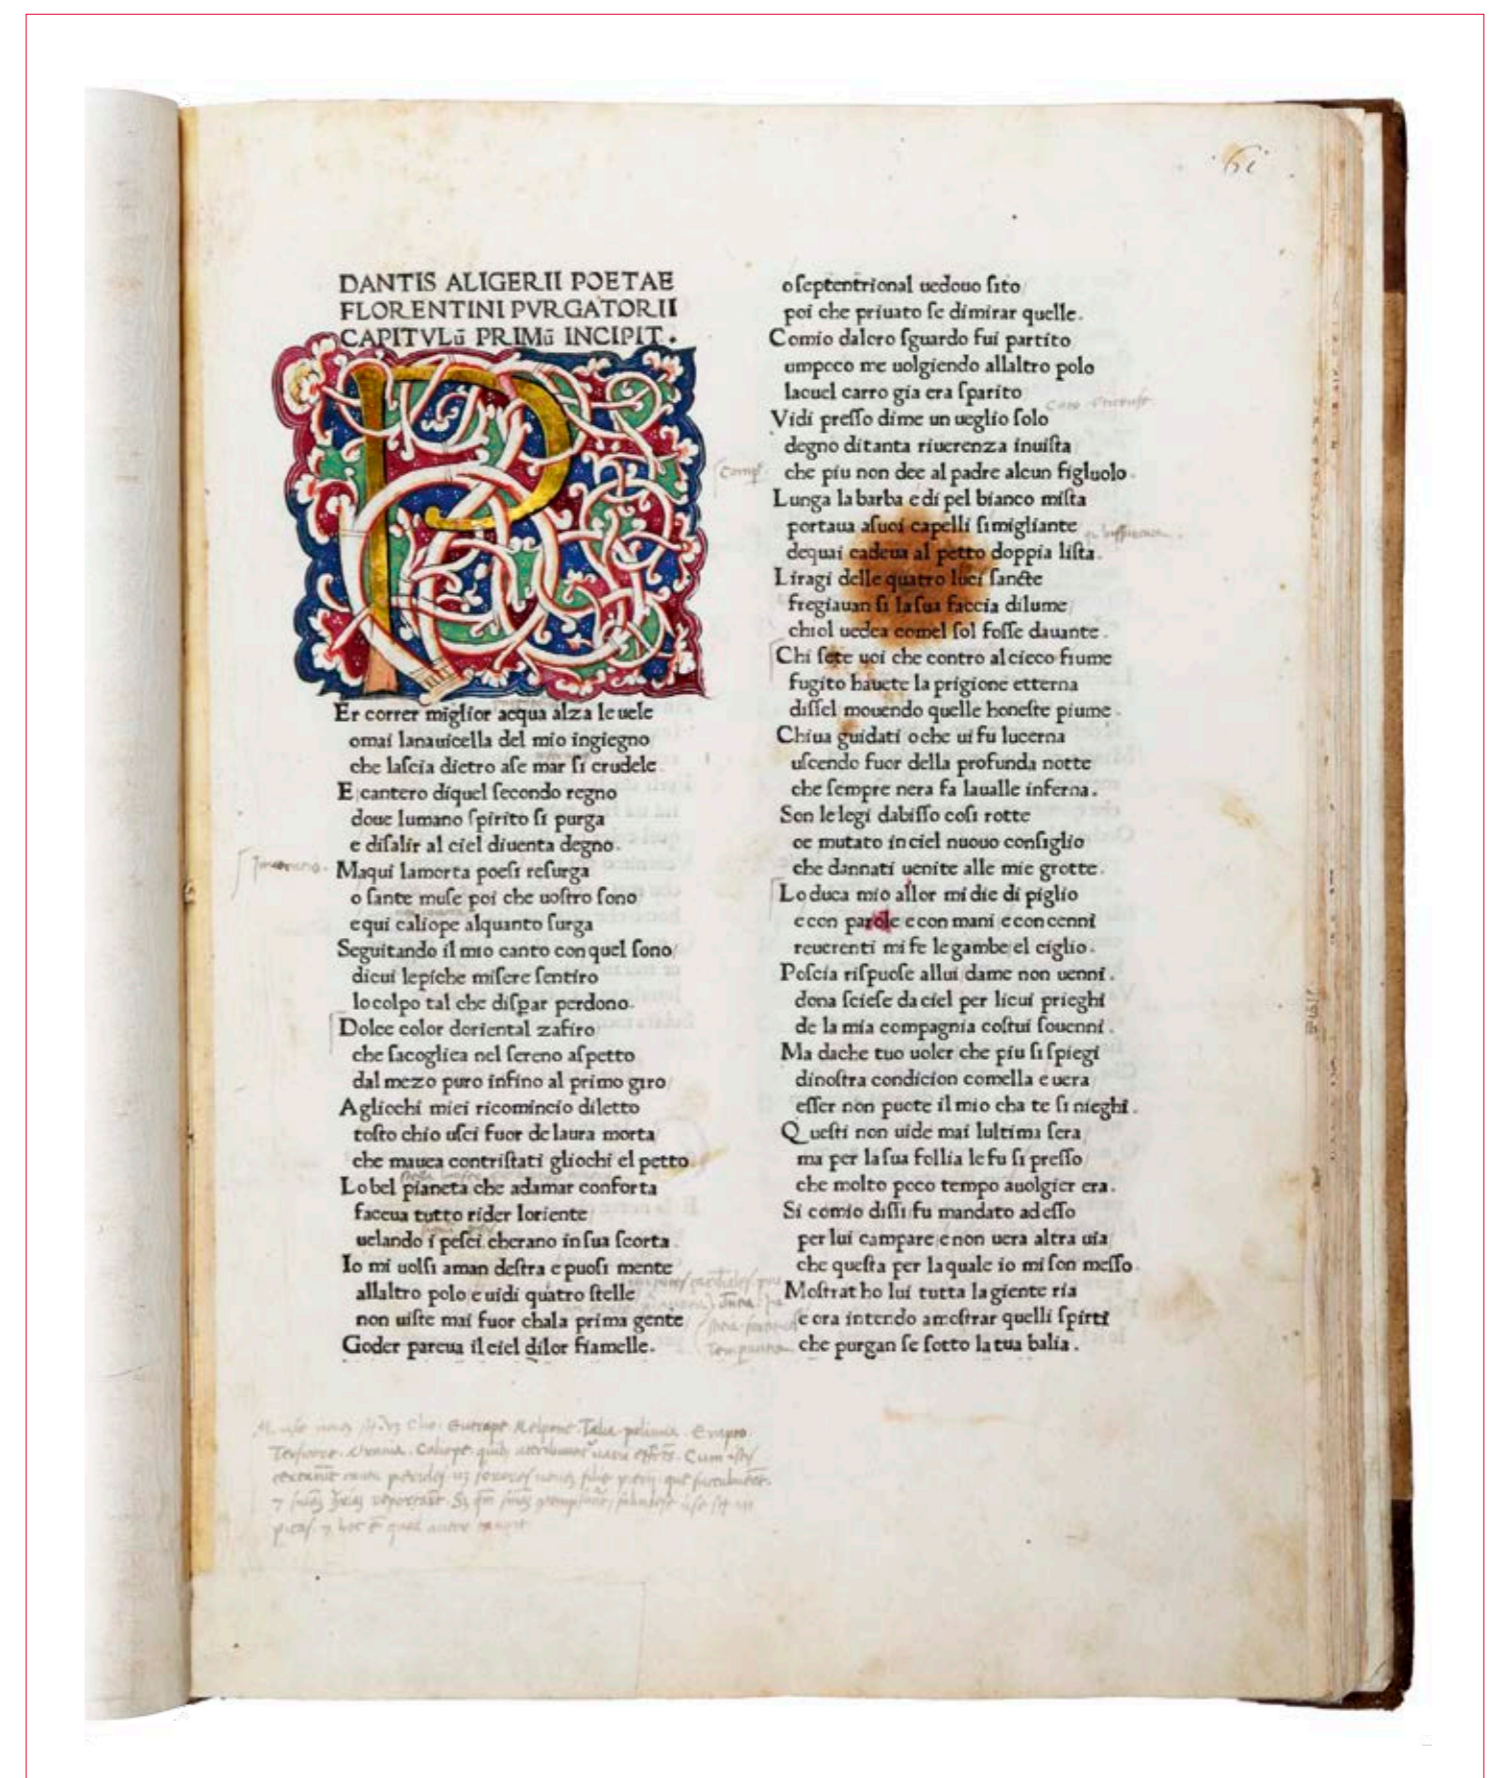 61
DANTIS ALIGERII POETAE
FLORENTINI PVRGATORII
CAPITVLū PRIMū INCIPIT.
P
Er correr miglior acqua alza le uele
omai lanauicella del mio ingiegno
che laſcia dietro aſe mar ſi crudele
E cantero diquel ſecondo regno
doue lumano ſpirito ſi purga
e diſalir al ciel diuenta degno.
Maqui lamorta poeſi reſurga
o ſante muſe poi che uoſtro ſono
equi caliope alquanto ſurga
Seguitando il mio canto con quel ſono
dicui lepiche miſere ſentiro
locolpo tal che diſpar perdono.
Dolce color doriental zafiro
che ſacogliea nel ſereno aſpetto
dal mezo puro infino al primo giro
Agliochi miei ricomincio diletto
toſto chio uſci fuor de laura morta
che mauea contriſtati gliochi el petto
Lobel pianeta che adamar conforta
faceua tutto rider loriente
uelando i peſci cherano in ſua ſcorta.
Io mi uolſi aman deſtra e puoſi mente
allaltro polo e uidi quatro ſtelle
non uiſte mai fuor chala prima gente
Goder pareua il ciel dilor fiamelle.
o ſeptentrional uedouo ſito
poi che priuato ſe dimirar quelle.
Comio daloro ſguardo fui partito
umpoco me uolgiendo allaltro polo
laouel carro gia era ſparito
Vidi preſſo dime un ueglio ſolo
degno ditanta riuerenza inuiſta
che piu non dee al padre alcun figluolo.
Lunga la barba e di pel bianco miſta
portaua aſuoi capelli ſimigliante
dequai cadeua al petto doppia liſta.
Liragi delle quatro luci ſancte
fregiauan ſi la ſua faccia dilume
chiol uedea comel ſol foſſe dauante.
Chi ſete uoi che contro al cieco fiume
fugito hauete la prigione etterna
diſſel mouendo quelle honeſte piume.
Chiua guidati oche ui fu lucerna
uſcendo fuor della profunda notte
che ſempre nera fa laualle inferna.
Son le legi dabiſſo coſi rotte
oe mutato in ciel nuouo conſiglio
che dannati uenite alle mie grotte.
Lo duca mio allor mi die di piglio
e con parole e con mani e con cenni
reuerenti mi fe le gambe el ciglio.
Poſcia riſpuoſe allui dame non uenni.
dona ſcieſe da ciel per licui prieghi
de la mia compagnia coſtui ſouenni.
Ma dache tuo uoler che piu ſi ſpiegi
dinoſtra condicion comella e uera
eſſer non puote il mio cha te ſi nieghi.
Queſti non uide mai lultima ſera
ma per la ſua follia le fu ſi preſſo
che molto poco tempo auolgier era.
Si comio diſſi fu mandato ad eſſo
per lui campare e non uera altra uia
che queſta per laquale io mi ſon meſſo.
Moſtrat ho lui tutta la giente ria
e ora intendo amoſtrar quelli ſpirti
che purgan ſe ſotto la tua balia.